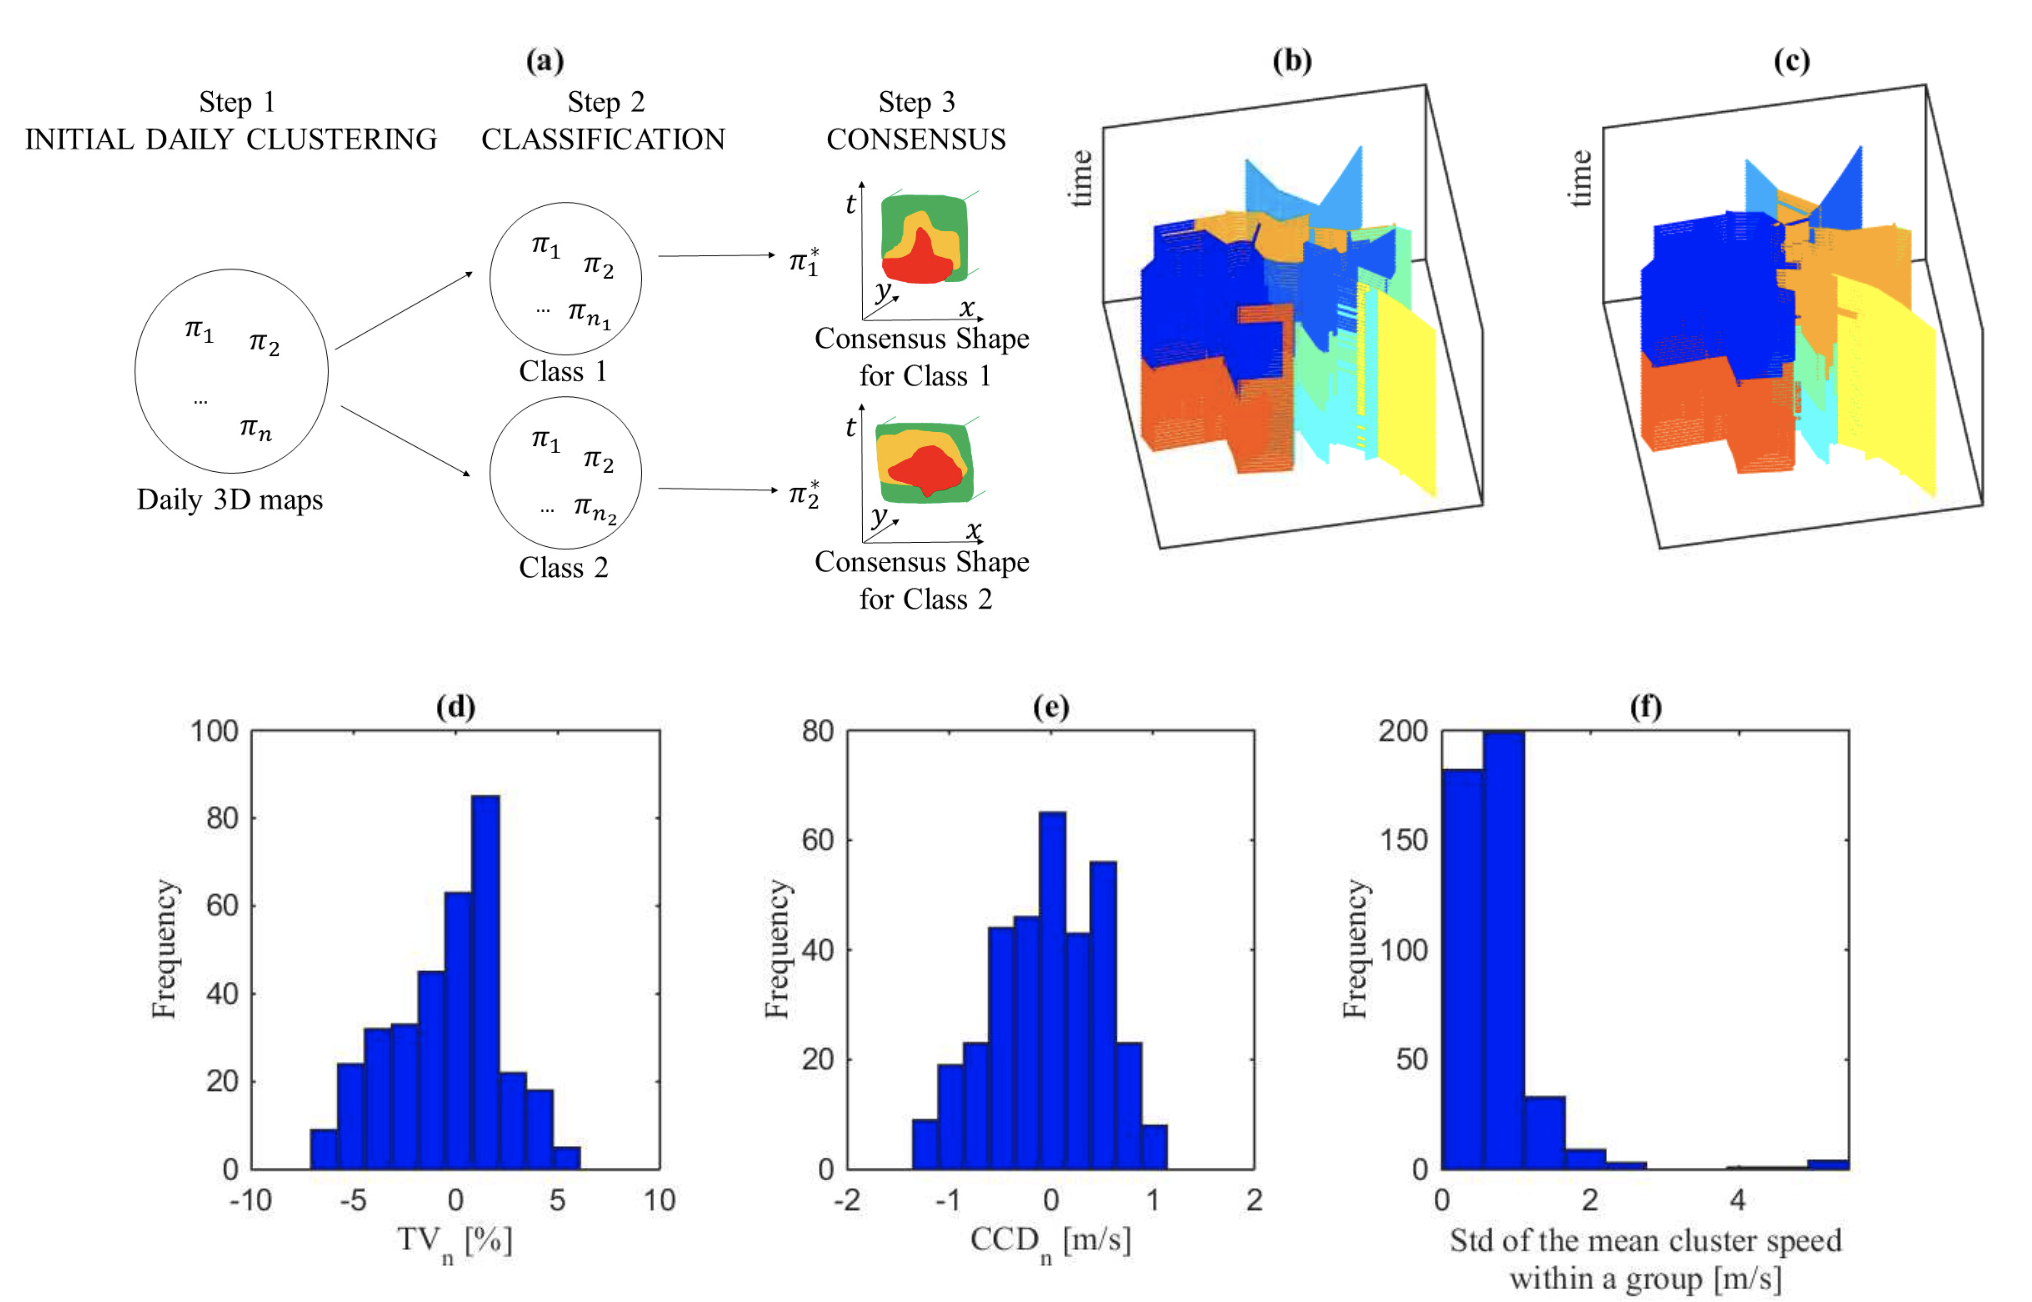 (a)
Step 1
INITIAL DAILY CLUSTERING
Step 2
CLASSIFICATION
Step 3
CONSENSUS
π₁
π₂
...
πₙ
Daily 3D maps
π₁
π₂
... πₙ₁
Class 1
π₁
π₂
... πₙ₂
Class 2
π₁*
t
y
x
Consensus Shape
for Class 1
π₂*
t
y
x
Consensus Shape
for Class 2
(b)
time
(c)
time
(d)
100
80
60
40
20
0
Frequency
-10 -5 0 5 10
TVₙ [%]
(e)
80
60
40
20
0
Frequency
-2 -1 0 1 2
CCDₙ [m/s]
(f)
200
150
100
50
0
Frequency
0 2 4
Std of the mean cluster speed
within a group [m/s]